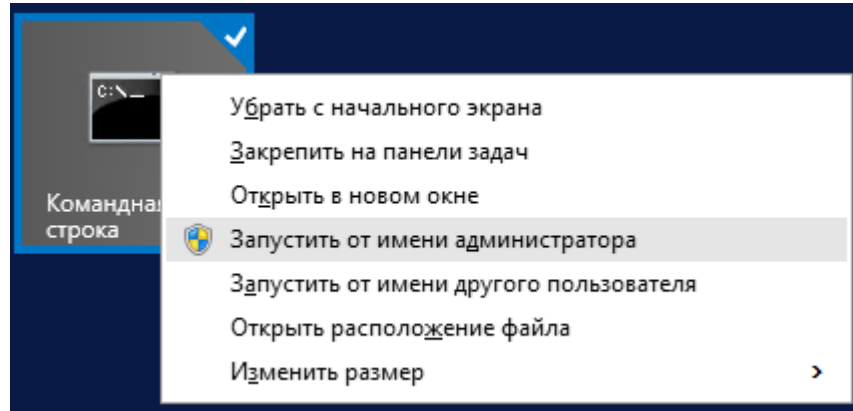 C:\_
Убрать с начального экрана
Закрепить на панели задач
Открыть в новом окне
Командная
строка
Запустить от имени администратора
Запустить от имени другого пользователя
Открыть расположение файла
Изменить размер